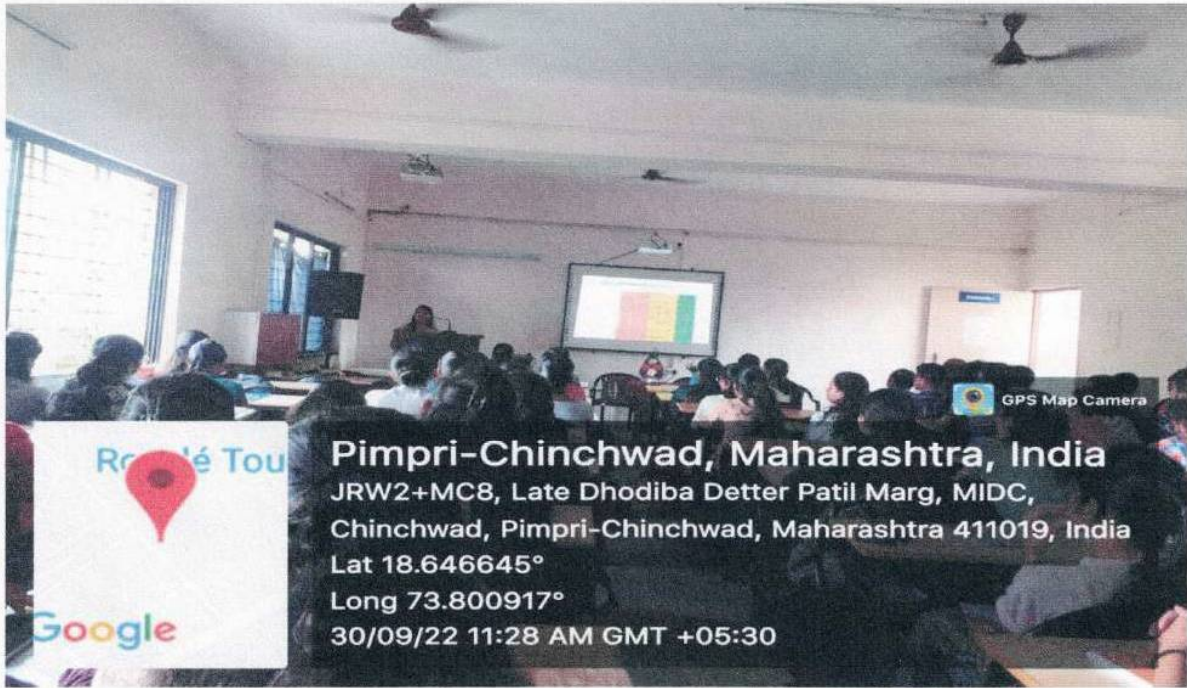 GPS Map Camera
Tou
Google
Pimpri-Chinchwad, Maharashtra, India
JRW2+MC8, Late Dhodiba Detter Patil Marg, MIDC,
Chinchwad, Pimpri-Chinchwad, Maharashtra 411019, India
Lat 18.646645°
Long 73.800917°
30/09/22 11:28 AM GMT +05:30